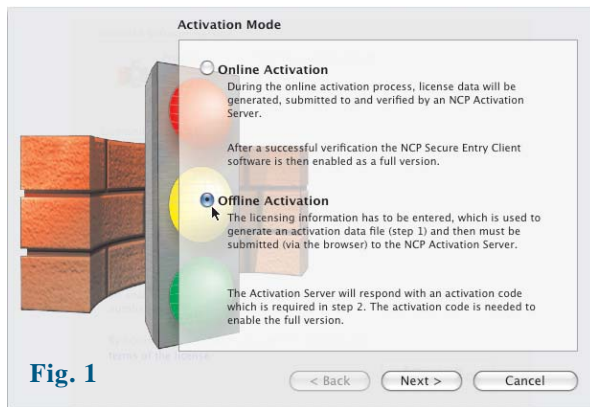 Activation Mode
Online Activation
During the online activation process, license data will be
generated, submitted to and verified by an NCP Activation
Server.
After a successful verification the NCP Secure Entry Client
software is then enabled as a full version.
Offline Activation
The licensing information has to be entered, which is used to
generate an activation data file (step 1) and then must be
submitted (via the browser) to the NCP Activation Server.
The Activation Server will respond with an activation code
which is required in step 2. The activation code is needed to
enable the full version.
terms of the license.
Fig. 1
< Back
Next >
Cancel